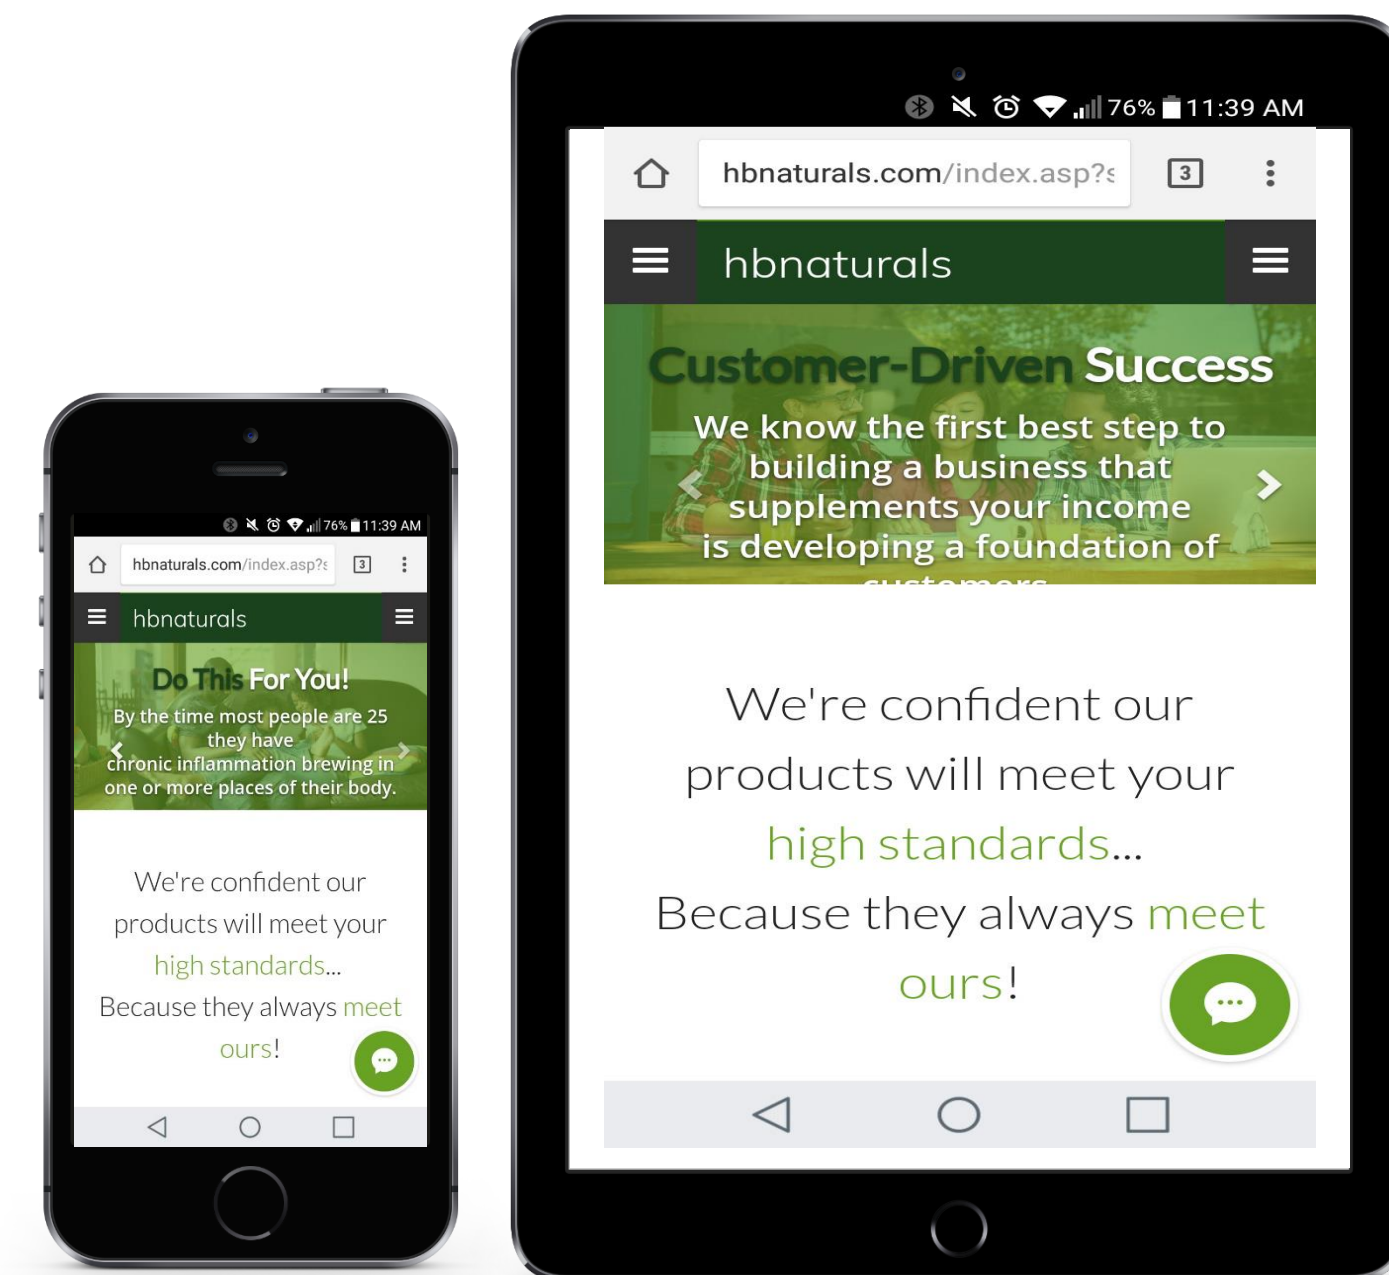 76% 11:39 AM
hbnaturals.com/index.asp?s
3
hbnaturals
Do This For You!
By the time most people are 25
they have
chronic inflammation brewing in
one or more places of their body.
We're confident our
products will meet your
high standards...
Because they always meet
ours!
76% 11:39 AM
hbnaturals.com/index.asp?s
3
hbnaturals
Customer-Driven Success
We know the first best step to
building a business that
supplements your income
is developing a foundation of
customers
We're confident our
products will meet your
high standards...
Because they always meet
ours!